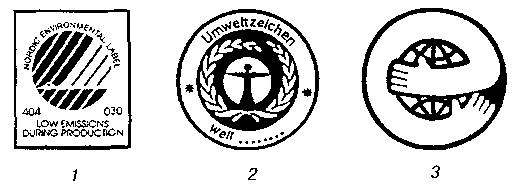 NORDIC ENVIRONMENTAL LABEL
404 030
LOW EMISSIONS
DURING PRODUCTION
Umweltzeichen
weil ........
1 2 3